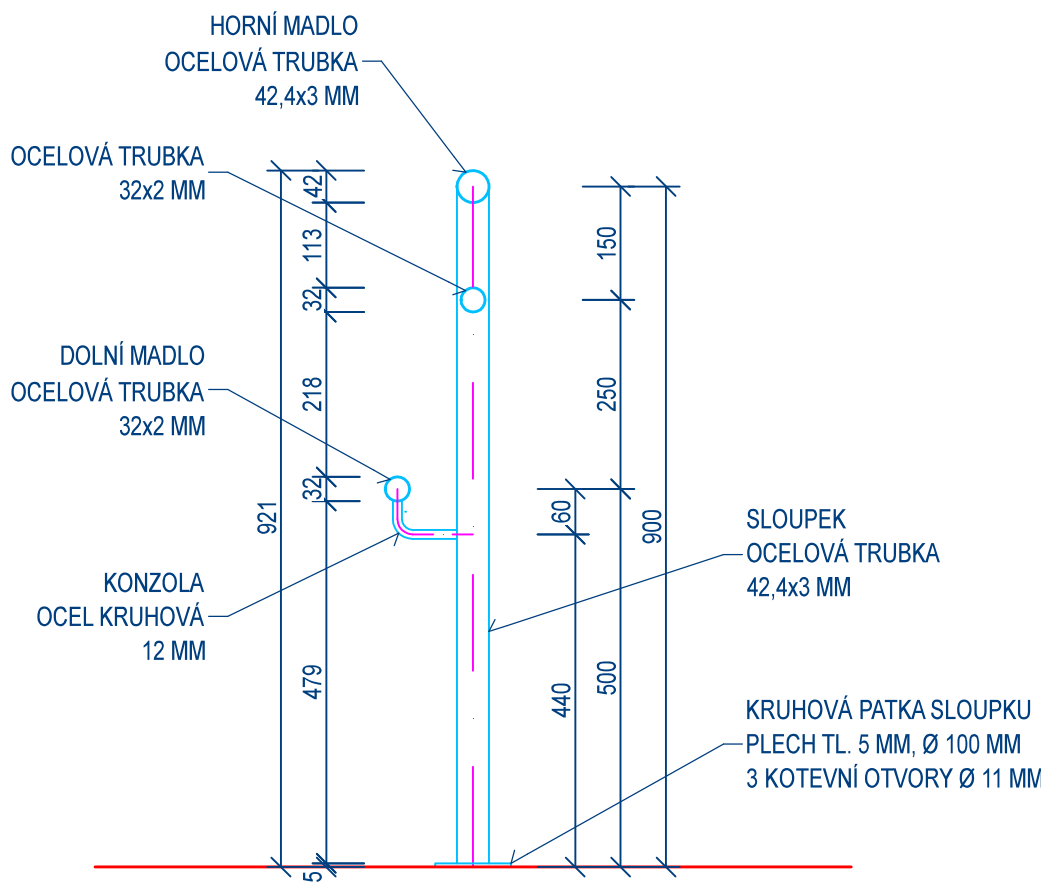 HORNÍ MADLO
OCELOVÁ TRUBKA
42,4x3 MM
OCELOVÁ TRUBKA
32x2 MM
DOLNÍ MADLO
OCELOVÁ TRUBKA
32x2 MM
KONZOLA
OCEL KRUHOVÁ
12 MM
921
42
113
32
218
32
479
5
150
250
60
440
500
900
SLOUPEK
OCELOVÁ TRUBKA
42,4x3 MM
KRUHOVÁ PATKA SLOUPKU
PLECH TL. 5 MM, Ø 100 MM
3 KOTEVNÍ OTVORY Ø 11 MM